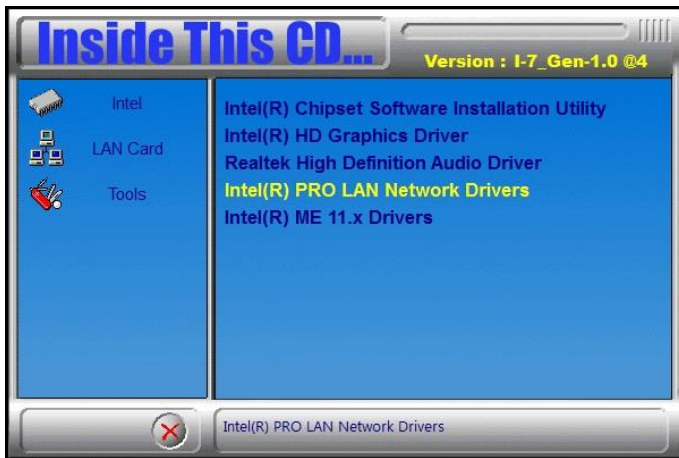 Inside This CD...
Version : I-7_Gen-1.0 @4
Intel
LAN Card
Tools
Intel(R) Chipset Software Installation Utility
Intel(R) HD Graphics Driver
Realtek High Definition Audio Driver
Intel(R) PRO LAN Network Drivers
Intel(R) ME 11.x Drivers
Intel(R) PRO LAN Network Drivers